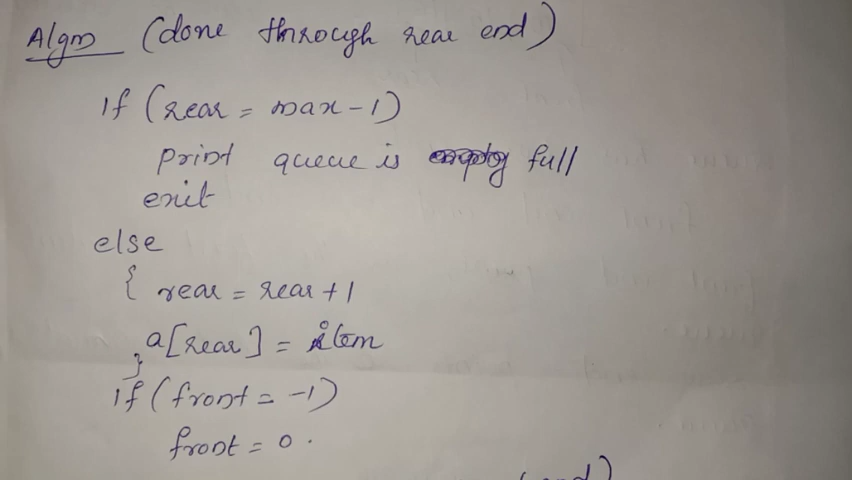 Algm (done through rear end)
if (rear = max - 1)
print queue is full
exit
else
{ rear = rear + 1
a[rear] = item
}
if (front = -1)
front = 0.
end)